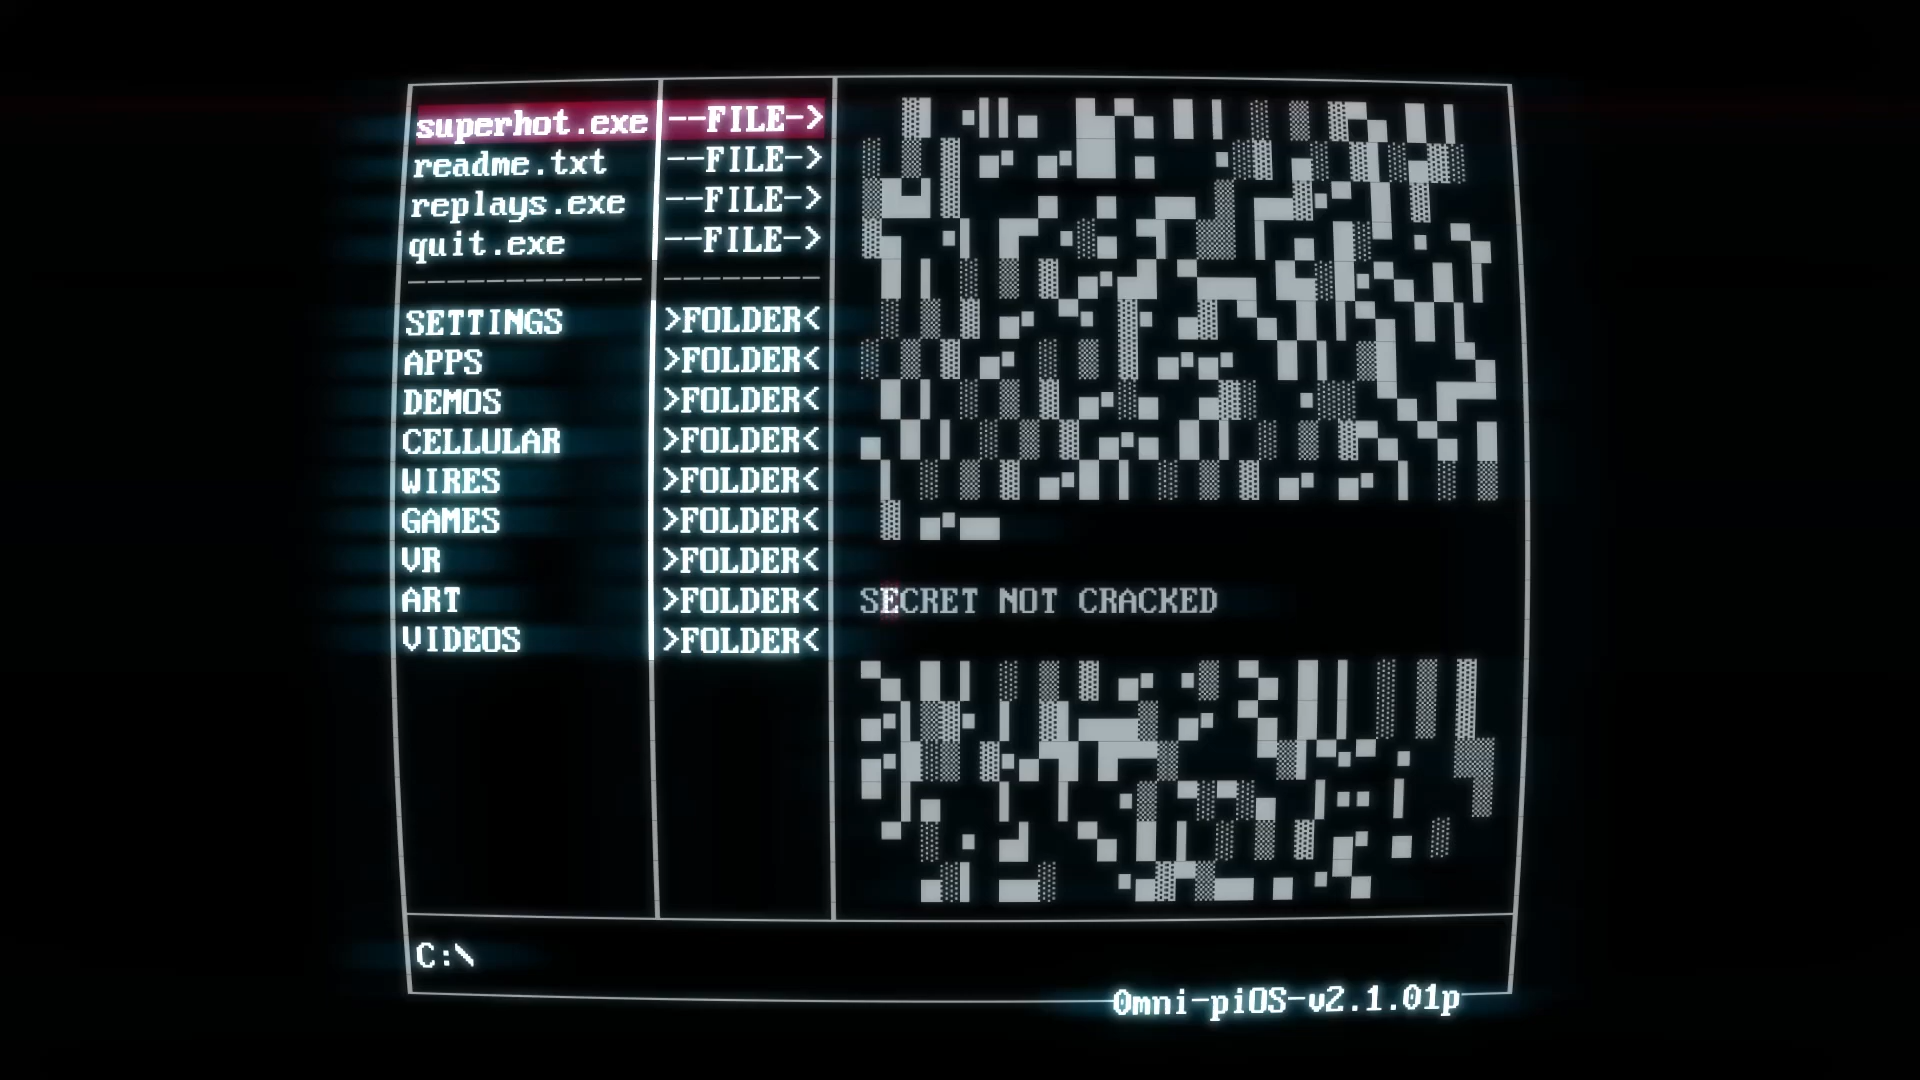 superhot.exe --FILE->
readme.txt --FILE->
replays.exe --FILE->
quit.exe --FILE->
SETTINGS >FOLDER<
APPS >FOLDER<
DEMOS >FOLDER<
CELLULAR >FOLDER<
WIRES >FOLDER<
GAMES >FOLDER<
VR >FOLDER<
ART >FOLDER<
VIDEOS >FOLDER<
SECRET NOT CRACKED
C:\
0mni-piOS-v2.1.01p